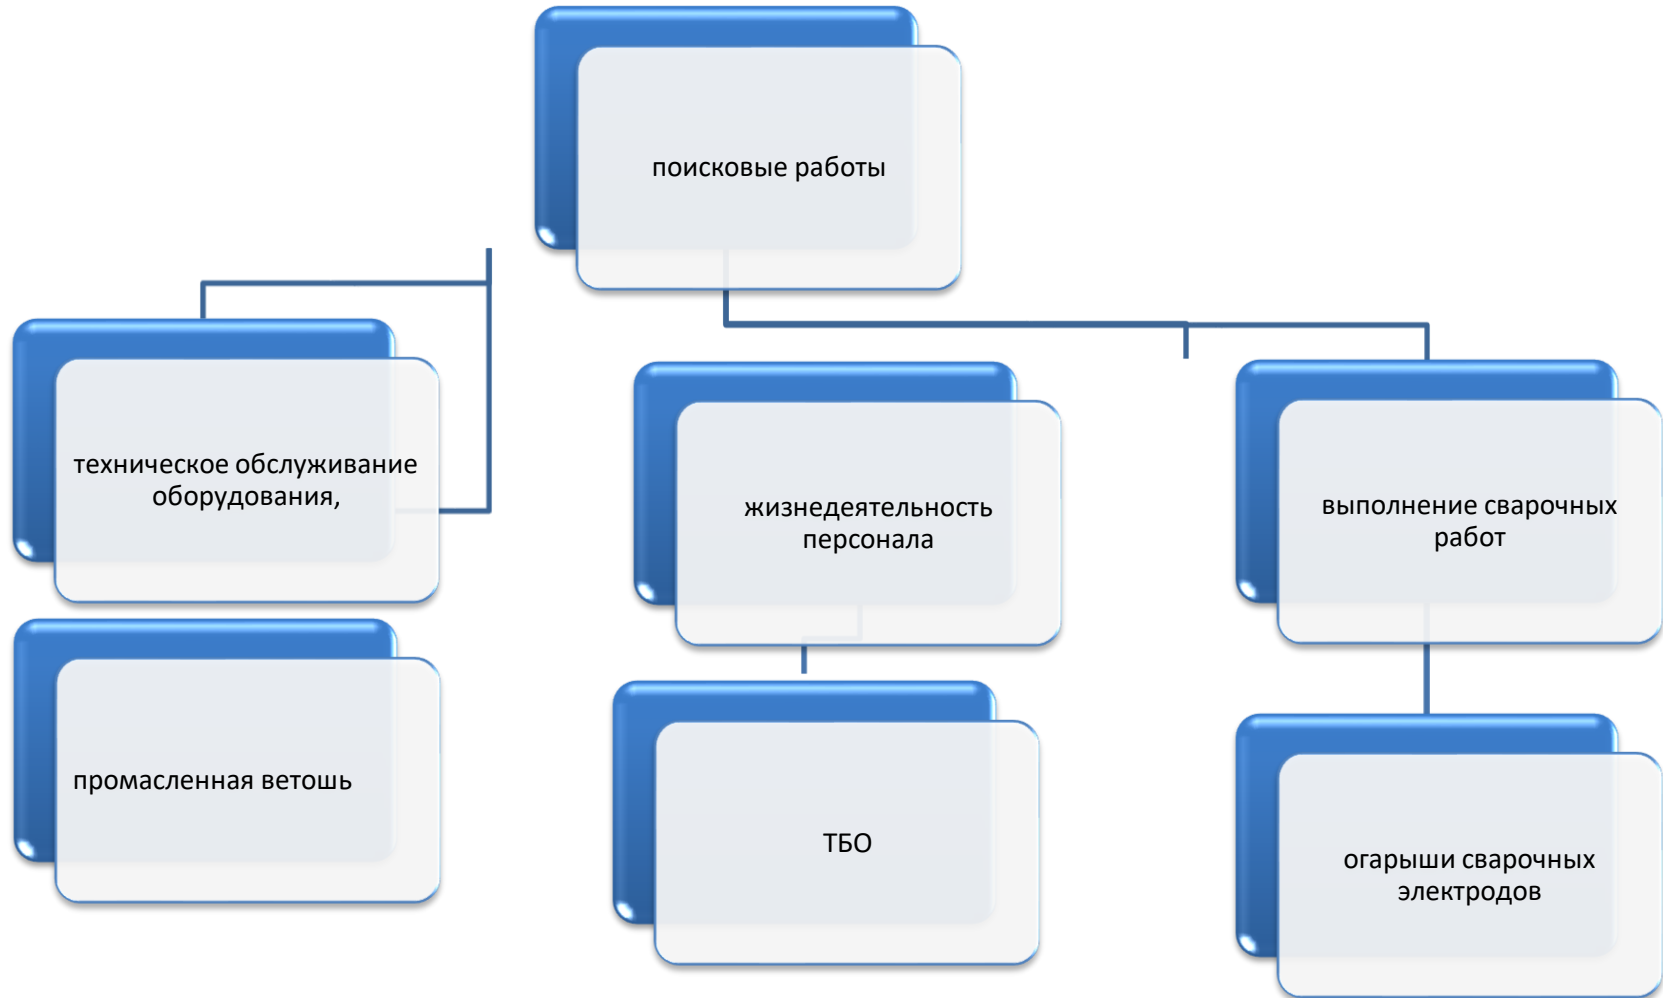 поисковые работы
техническое обслуживание
оборудования,
жизнедеятельность
персонала
выполнение сварочных
работ
промасленная ветошь
ТБО
огарыши сварочных
электродов